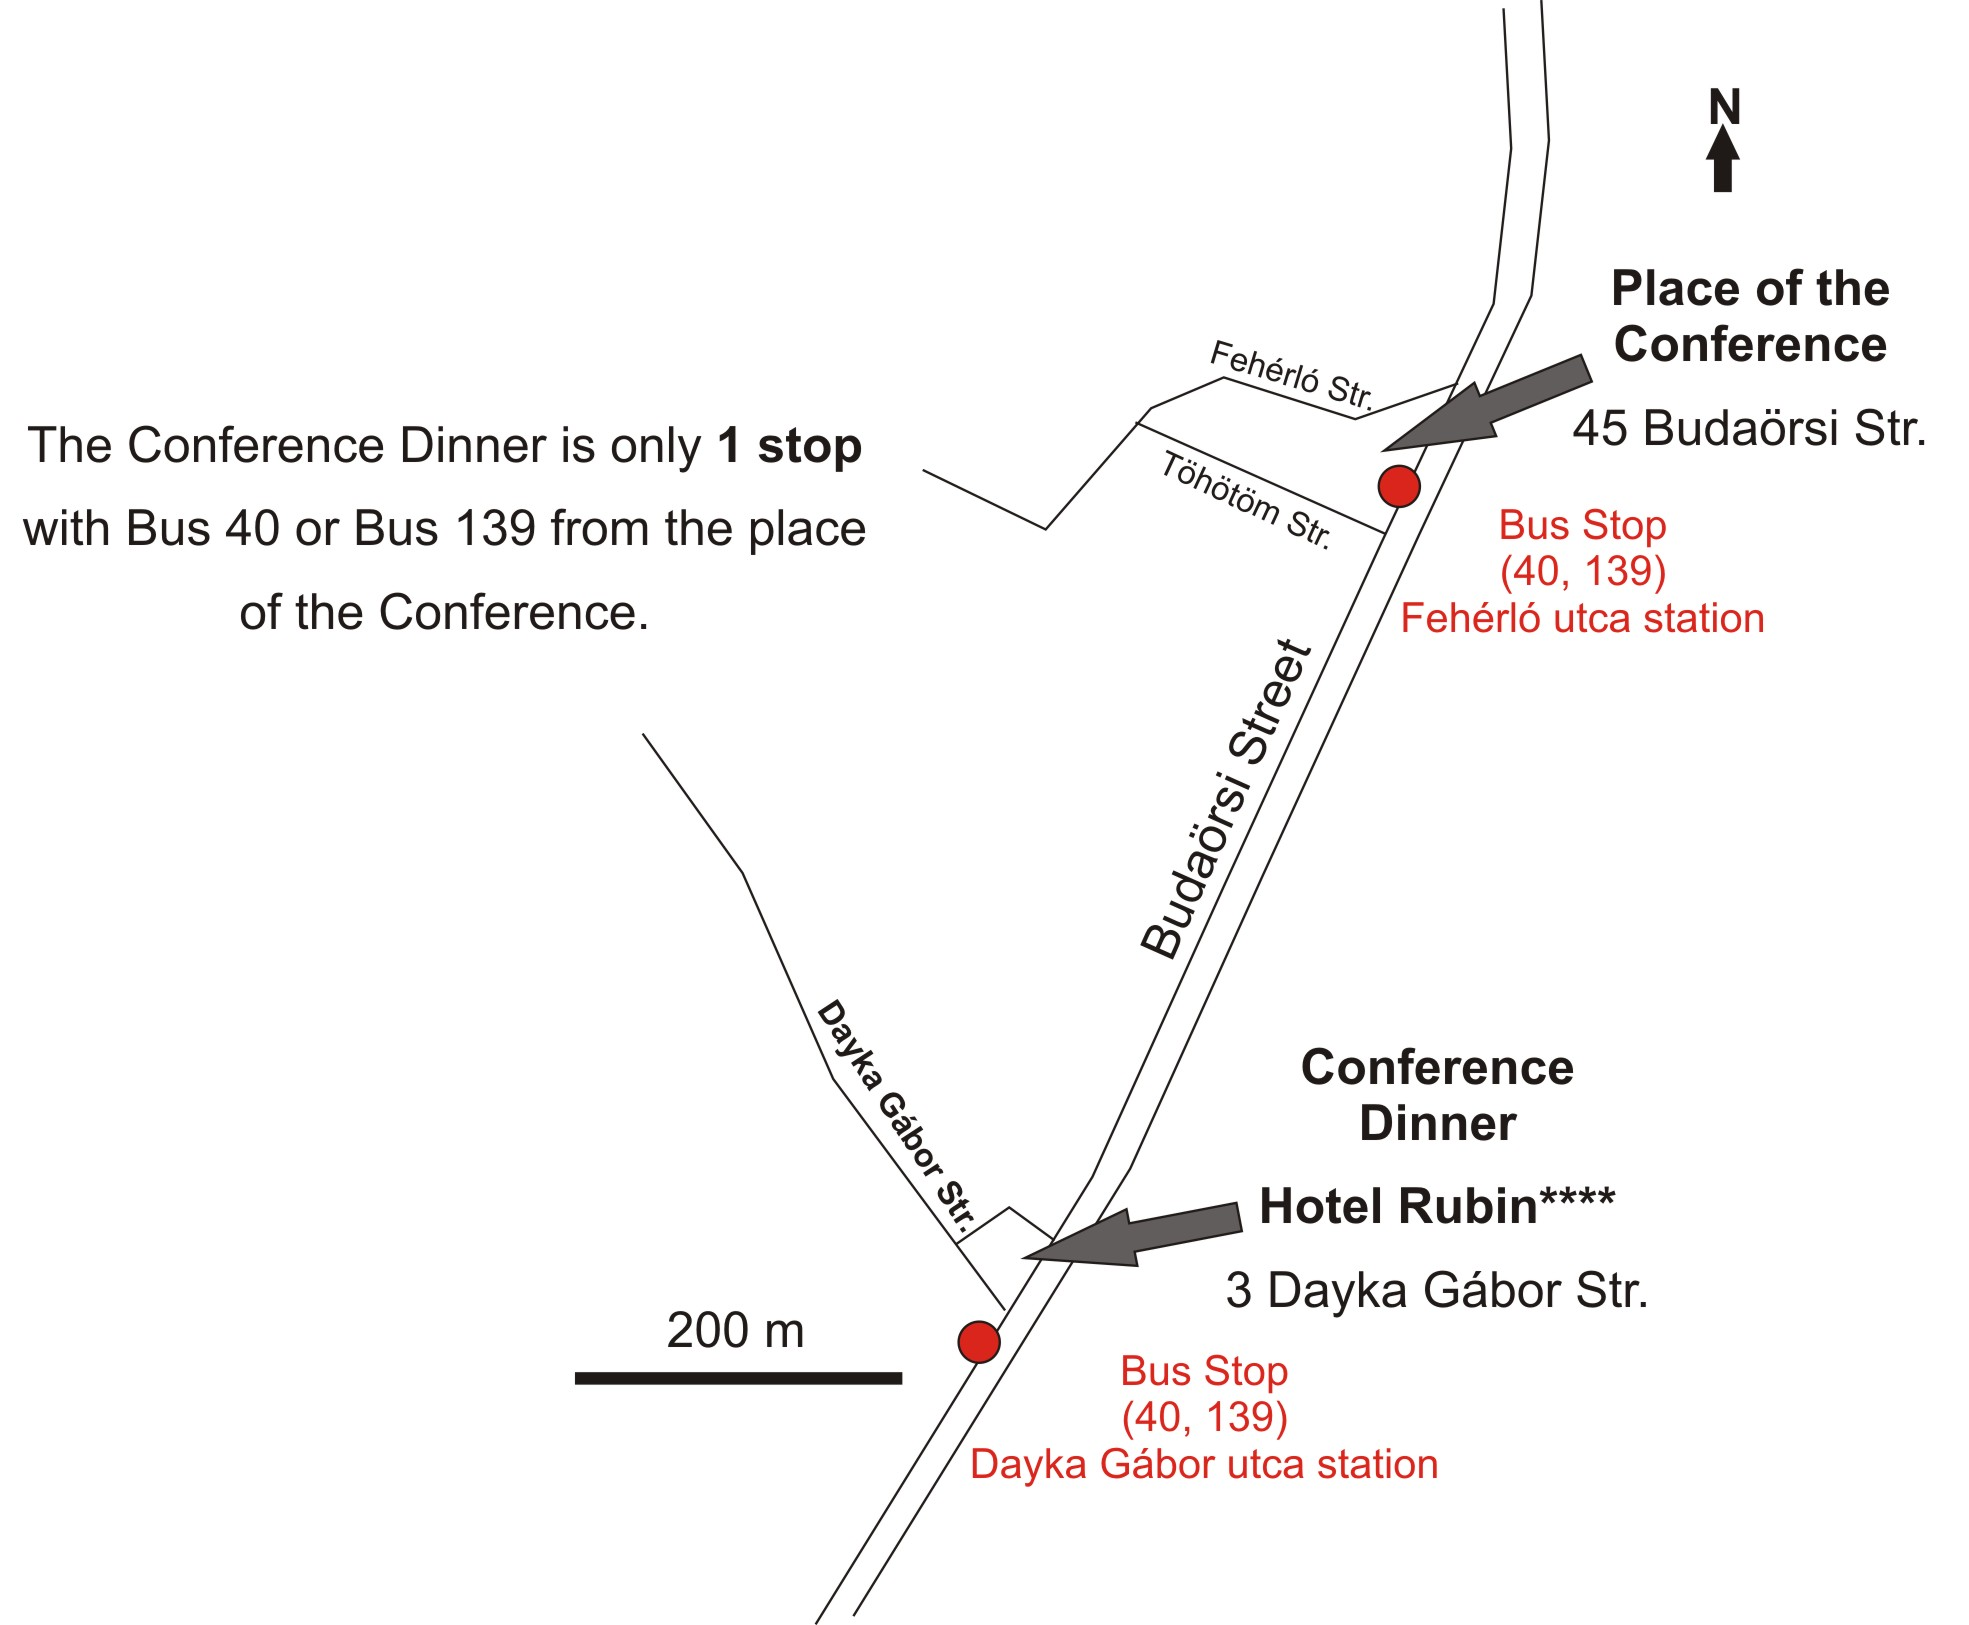 N
Place of the
Conference
45 Budaörsi Str.
Fehérló Str.
Töhötöm Str.
The Conference Dinner is only 1 stop
with Bus 40 or Bus 139 from the place
of the Conference.
Bus Stop
(40, 139)
Fehérló utca station
Budaörsi Street
Dayka Gábor Str.
Conference
Dinner
Hotel Rubin****
3 Dayka Gábor Str.
200 m
Bus Stop
(40, 139)
Dayka Gábor utca station